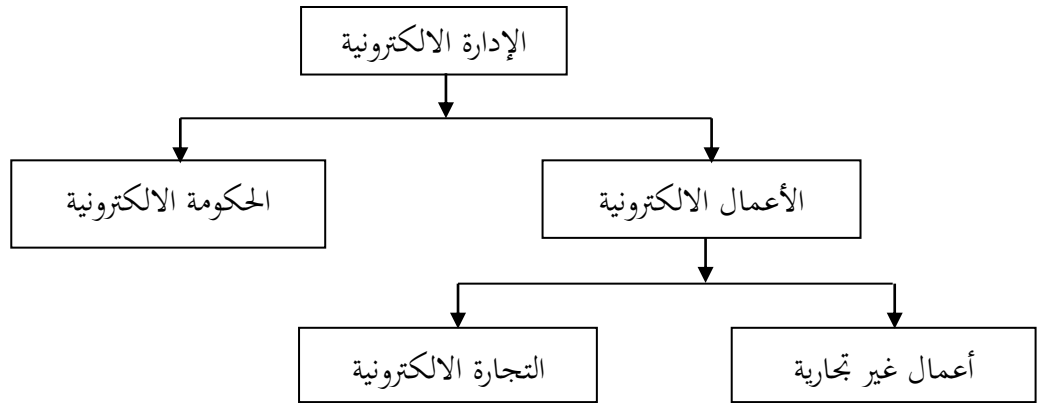 الإدارة الالكترونية
الأعمال الالكترونية
الحكومة الالكترونية
أعمال غير تجارية
التجارة الالكترونية